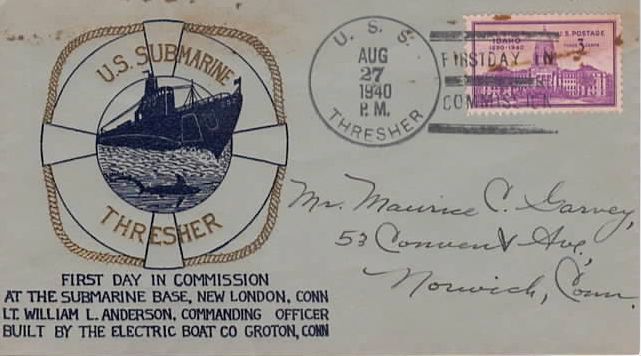 U.S. SUBMARINE
THRESHER
FIRST DAY IN COMMISSION
AT THE SUBMARINE BASE, NEW LONDON, CONN
LT. WILLIAM L. ANDERSON, COMMANDING OFFICER
BUILT BY THE ELECTRIC BOAT CO GROTON, CONN
U. S. S.
AUG
27
1940
P.M.
THRESHER
FIRST DAY IN
COMMISSION
IDAHO
1890-1940
U.S. POSTAGE
3
Mr. Maurice C. Garvey,
53 Convent Ave.,
Norwich, Conn.